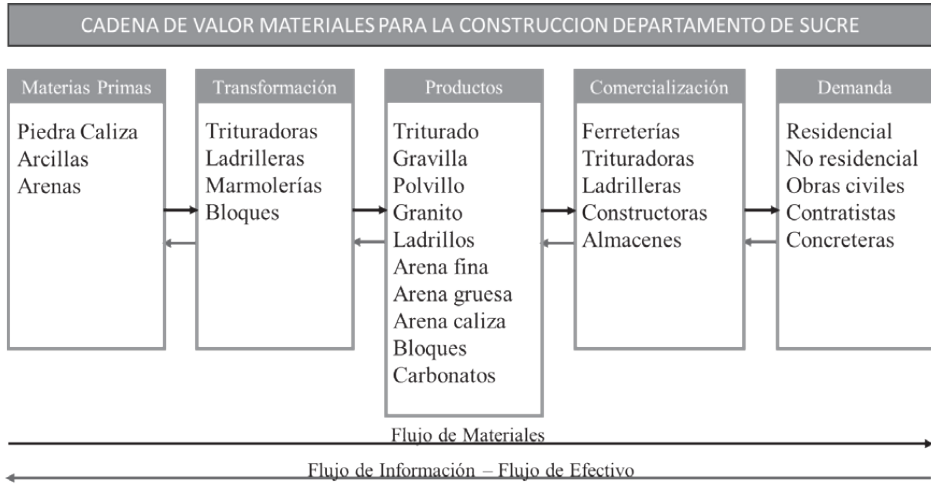 CADENA DE VALOR MATERIALES PARA LA CONSTRUCCION DEPARTAMENTO DE SUCRE
Materias Primas
Piedra Caliza
Arcillas
Arenas
Transformación
Trituradoras
Ladrilleras
Marmolerías
Bloques
Productos
Triturado
Gravilla
Polvillo
Granito
Ladrillos
Arena fina
Arena gruesa
Arena caliza
Bloques
Carbonatos
Comercialización
Ferreterías
Trituradoras
Ladrilleras
Constructoras
Almacenes
Demanda
Residencial
No residencial
Obras civiles
Contratistas
Concreteras
Flujo de Materiales
Flujo de Información – Flujo de Efectivo